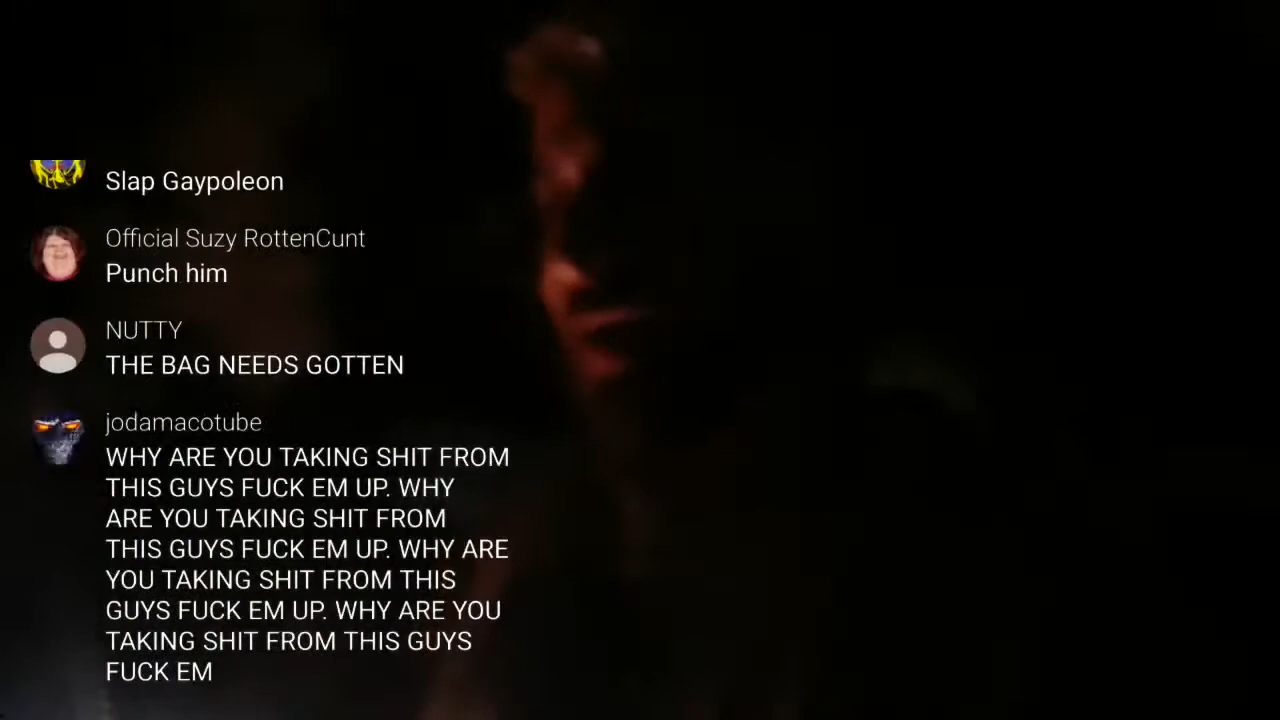 Slap Gaypoleon
Official Suzy RottenCunt
Punch him
NUTTY
THE BAG NEEDS GOTTEN
jodamacotube
WHY ARE YOU TAKING SHIT FROM
THIS GUYS FUCK EM UP. WHY
ARE YOU TAKING SHIT FROM
THIS GUYS FUCK EM UP. WHY ARE
YOU TAKING SHIT FROM THIS
GUYS FUCK EM UP. WHY ARE YOU
TAKING SHIT FROM THIS GUYS
FUCK EM